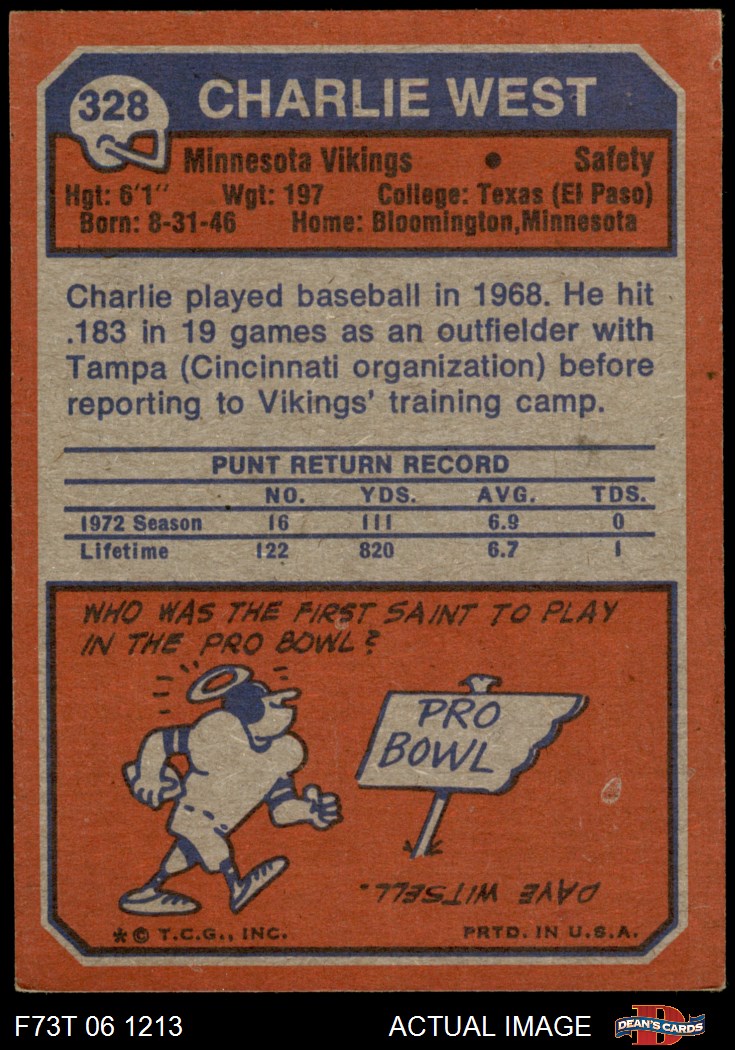 328
CHARLIE WEST
Minnesota Vikings • Safety
Hgt: 6'1" Wgt: 197 College: Texas (El Paso)
Born: 8-31-46 Home: Bloomington, Minnesota
Charlie played baseball in 1968. He hit
.183 in 19 games as an outfielder with
Tampa (Cincinnati organization) before
reporting to Vikings' training camp.
PUNT RETURN RECORD
NO. YDS. AVG. TDS.
1972 Season 16 111 6.9 0
Lifetime 122 820 6.7 1
WHO WAS THE FIRST SAINT TO PLAY
IN THE PRO BOWL?
PRO
BOWL
DAVE WITSELL.
* © T.C.G., INC. PRTD. IN U.S.A.
F73T 06 1213 ACTUAL IMAGE
D
DEAN'S CARDS